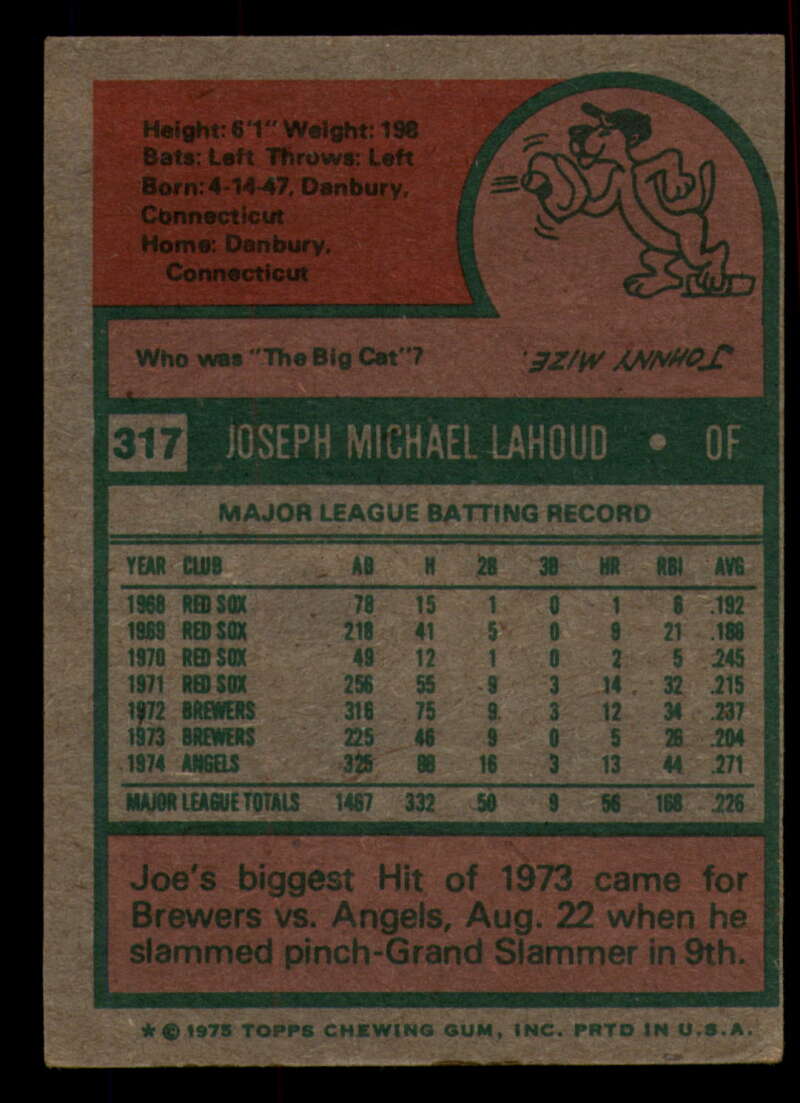 Height: 6'1" Weight: 198
Bats: Left Throws: Left
Born: 4-14-47, Danbury,
Connecticut
Home: Danbury,
Connecticut
Who was "The Big Cat"?
JOHNNY MIZE.
317 JOSEPH MICHAEL LAHOUD • OF
MAJOR LEAGUE BATTING RECORD
YEAR CLUB AB H 2B 3B HR RBI AVG
1968 RED SOX 78 15 1 0 1 6 .192
1969 RED SOX 218 41 5 0 9 21 .188
1970 RED SOX 49 12 1 0 2 5 .245
1971 RED SOX 256 55 9 3 14 32 .215
1972 BREWERS 316 75 9 3 12 34 .237
1973 BREWERS 225 46 9 0 5 26 .204
1974 ANGELS 325 88 16 3 13 44 .271
MAJOR LEAGUE TOTALS 1467 332 50 9 56 168 .226
Joe's biggest Hit of 1973 came for
Brewers vs. Angels, Aug. 22 when he
slammed pinch-Grand Slammer in 9th.
* © 1975 TOPPS CHEWING GUM, INC. PRTD IN U.S.A.